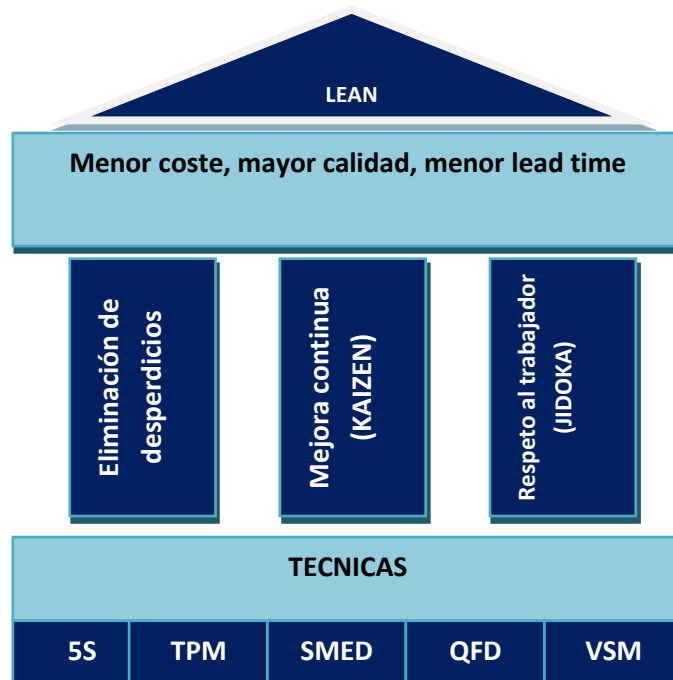 LEAN
Menor coste, mayor calidad, menor lead time
Eliminación de
desperdicios
Mejora continua
(KAIZEN)
Respeto al trabajador
(JIDOKA)
TECNICAS
5S TPM SMED QFD VSM